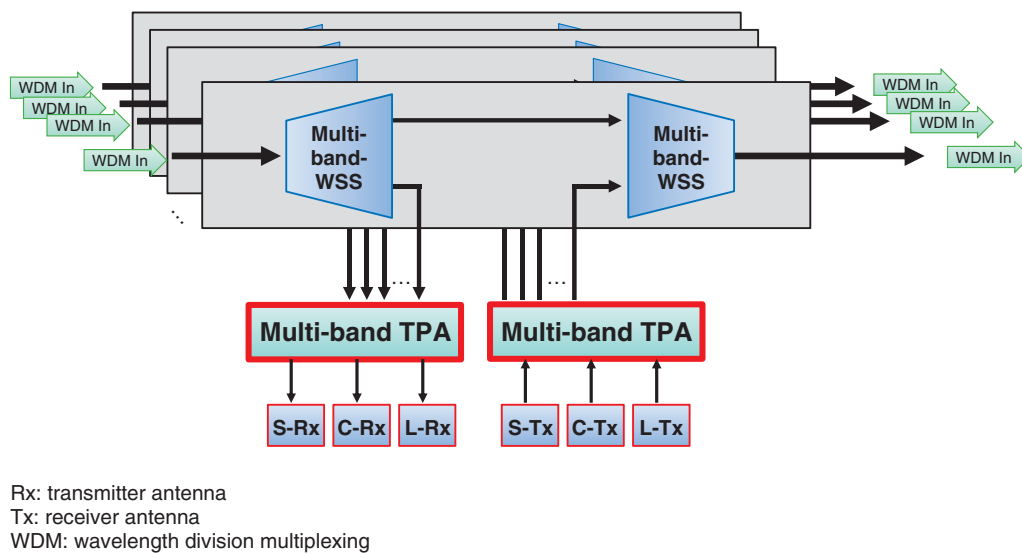 WDM In
WDM In
WDM In
WDM In
WDM In
WDM In
WDM In
WDM In
Multi-
band-
WSS
Multi-
band-
WSS
...
...
...
Multi-band TPA
Multi-band TPA
S-Rx
C-Rx
L-Rx
S-Tx
C-Tx
L-Tx
Rx: transmitter antenna
Tx: receiver antenna
WDM: wavelength division multiplexing